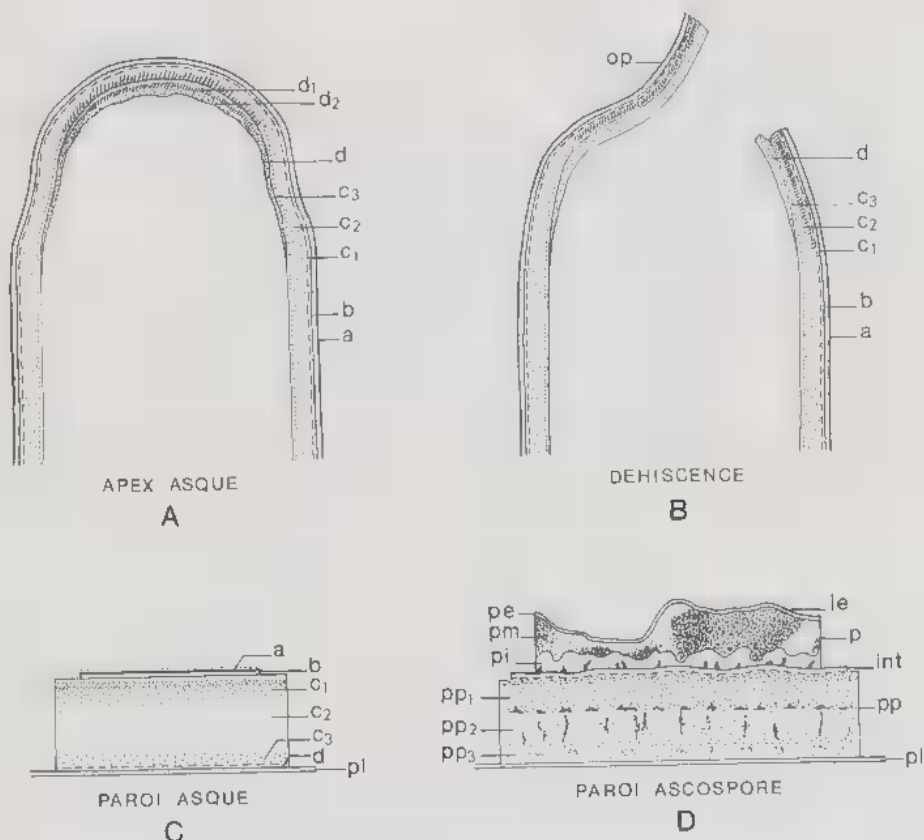 d1
d2
d
c3
c2
c1
b
a
APEX ASQUE
A
op
d
c3
c2
c1
b
a
DEHISCENCE
B
a
b
c1
c2
c3
d
pl
PAROI ASQUE
C
pe
pm
pi
pp1
pp2
pp3
le
p
int
pp
pl
PAROI ASCOSPORE
D